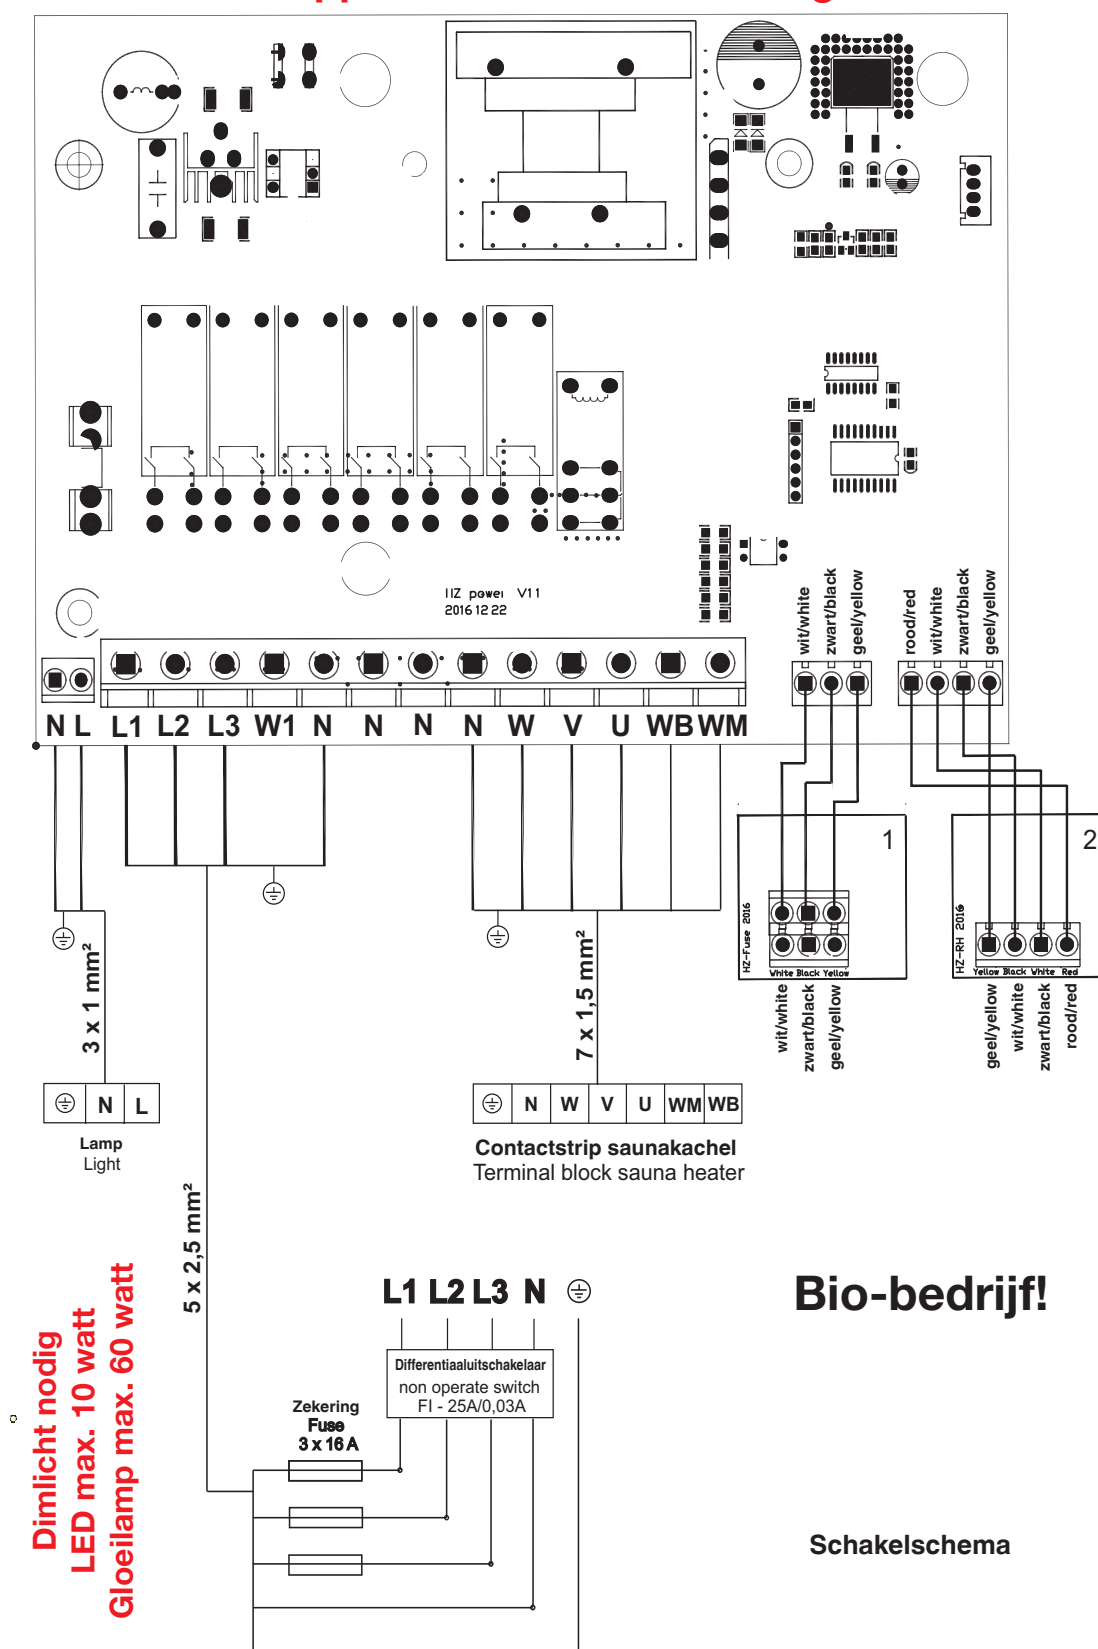 HZ power V11
2016 12 22
wit/white
zwart/black
geel/yellow
rood/red
wit/white
zwart/black
geel/yellow
N L L1 L2 L3 W1 N N N N W V U WB WM
1
2
HZ-Fuse 2016
White Black Yellow
HZ-RH 2016
Yellow Black White Red
wit/white
zwart/black
geel/yellow
geel/yellow
wit/white
zwart/black
rood/red
3 x 1 mm²
7 x 1,5 mm²
N L
Lamp
Light
N W V U WM WB
Contactstrip saunakachel
Terminal block sauna heater
5 x 2,5 mm²
L1 L2 L3 N
Bio-bedrijf!
Differentiaaluitschakelaar
non operate switch
FI - 25A/0,03A
Zekering
Fuse
3 x 16 A
Dimlicht nodig
LED max. 10 watt
Gloeilamp max. 60 watt
Schakelschema